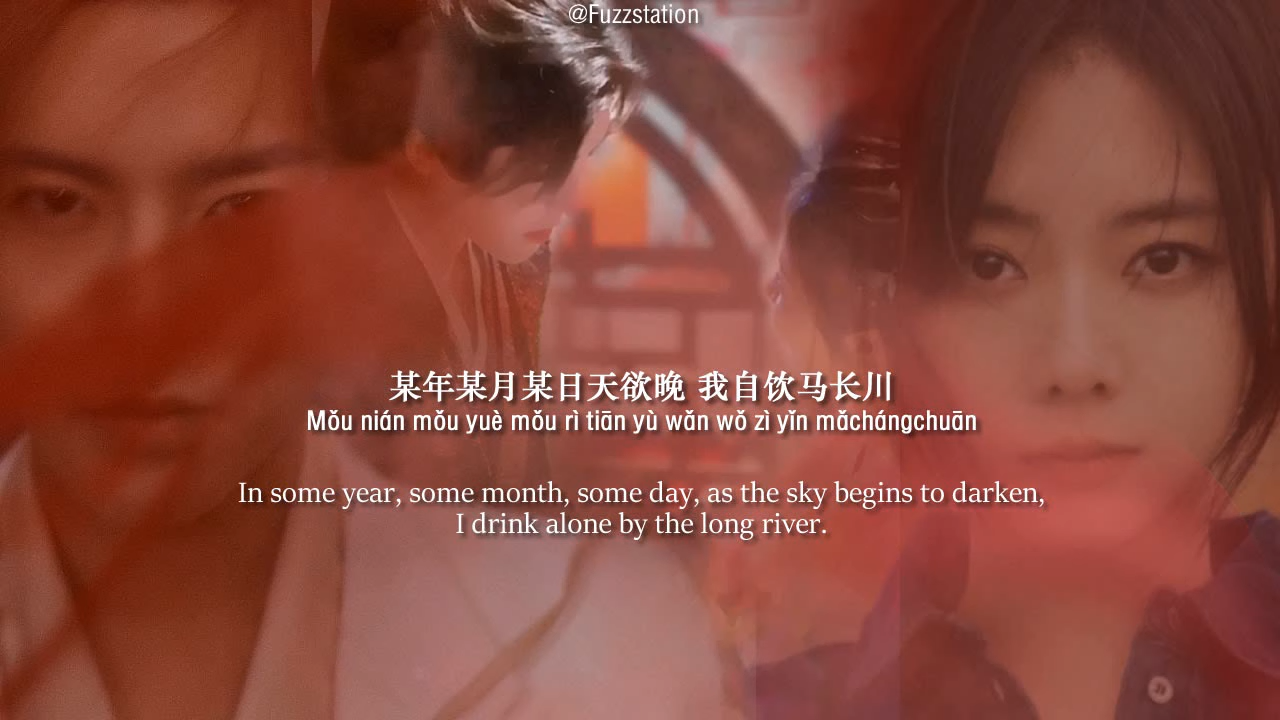 @Fuzzstation
某年某月某日天欲晚 我自饮马长川
Mǒu nián mǒu yuè mǒu rì tiān yù wǎn wǒ zì yǐn mǎchángchuān
In some year, some month, some day, as the sky begins to darken,
I drink alone by the long river.